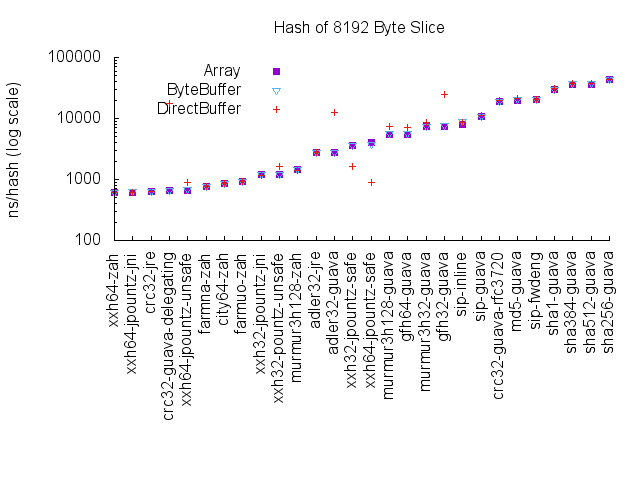 Hash of 8192 Byte Slice
ns/hash (log scale)
100000
10000
1000
100
Array
ByteBuffer
DirectBuffer
xxh64-zah
xxh64-jpountz-jni
crc32-jre
crc32-guava-delegating
xxh64-jpountz-unsafe
farmna-zah
city64-zah
farmuo-zah
xxh32-jpountz-jni
xxh32-pountz-unsafe
murmur3h128-zah
adler32-jre
adler32-guava
xxh32-jpountz-safe
xxh64-jpountz-safe
murmur3h128-guava
gfh64-guava
murmur3h32-guava
gfh32-guava
sip-inline
sip-guava
crc32-guava-rfc3720
md5-guava
sip-fwdeng
sha1-guava
sha384-guava
sha512-guava
sha256-guava